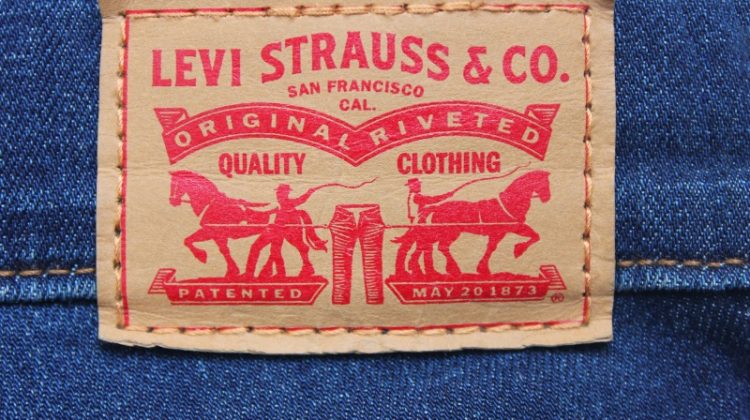 LEVI STRAUSS & CO.
SAN FRANCISCO
CAL.
ORIGINAL RIVETED
QUALITY CLOTHING
PATENTED MAY 20 1873 ®